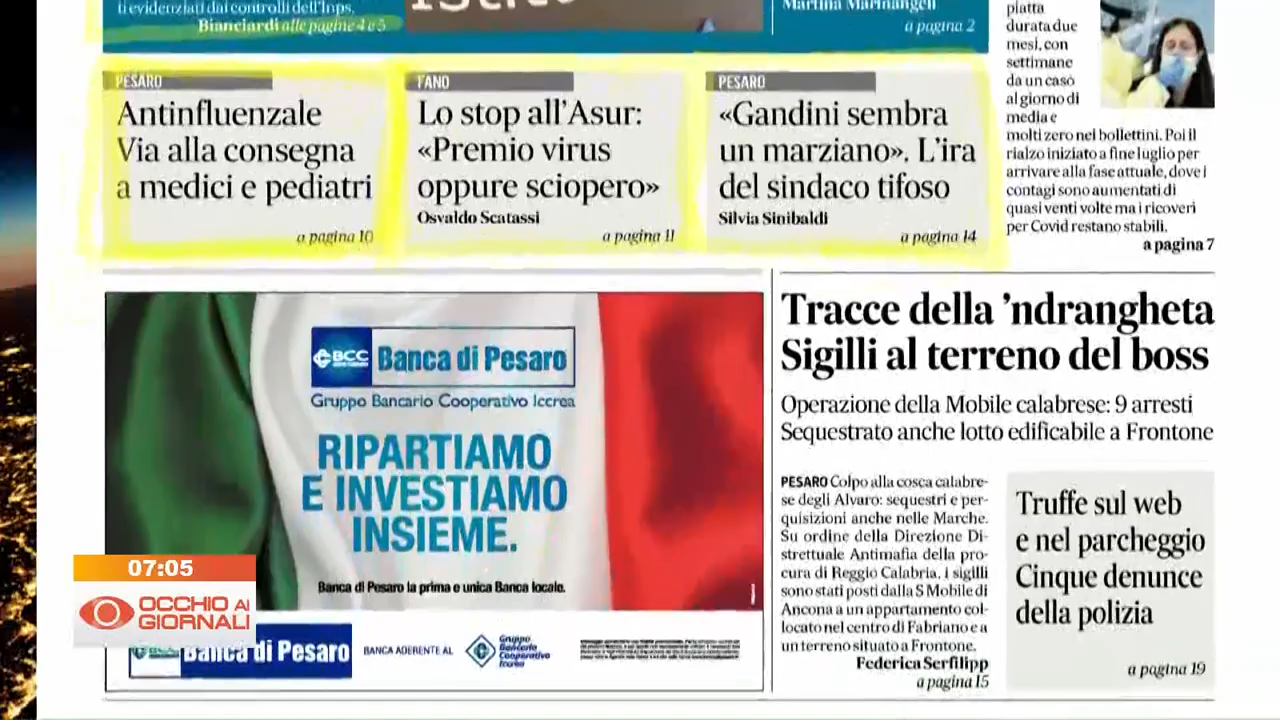 ti evidenziati dai controlli dell'Inps.
Bianciardi alle pagine 4 e 5
Martina Marinangeli
a pagina 2
piatta
durata due
mesi, con
settimane
da un caso
al giorno di
media e
molti zero nei bollettini. Poi il
rialzo iniziato a fine luglio per
arrivare alla fase attuale, dove i
contagi sono aumentati di
quasi venti volte ma i ricoveri
per Covid restano stabili.
a pagina 7
PESARO
Antinfluenzale
Via alla consegna
a medici e pediatri
a pagina 10
FANO
Lo stop all'Asur:
«Premio virus
oppure sciopero»
Osvaldo Scatassi
a pagina 11
PESARO
«Gandini sembra
un marziano». L'ira
del sindaco tifoso
Silvia Sinibaldi
a pagina 14
BCC Banca di Pesaro
Gruppo Bancario Cooperativo Iccrea
RIPARTIAMO
E INVESTIAMO
INSIEME.
Banca di Pesaro la prima e unica Banca locale.
BCC Banca di Pesaro
BANCA ADERENTE AL
Gruppo
Bancario
Cooperativo
Iccrea
Tracce della 'ndrangheta
Sigilli al terreno del boss
Operazione della Mobile calabrese: 9 arresti
Sequestrato anche lotto edificabile a Frontone
PESARO Colpo alla cosca calabre-
se degli Alvaro: sequestri e per-
quisizioni anche nelle Marche.
Su ordine della Direzione Di-
strettuale Antimafia della pro-
cura di Reggio Calabria, i sigilli
sono stati posti dalla S Mobile di
Ancona a un appartamento col-
locato nel centro di Fabriano e a
un terreno situato a Frontone.
Federica Serfilipp
a pagina 15
Truffe sul web
e nel parcheggio
Cinque denunce
della polizia
a pagina 19
07:05
OCCHIO AI
GIORNALI